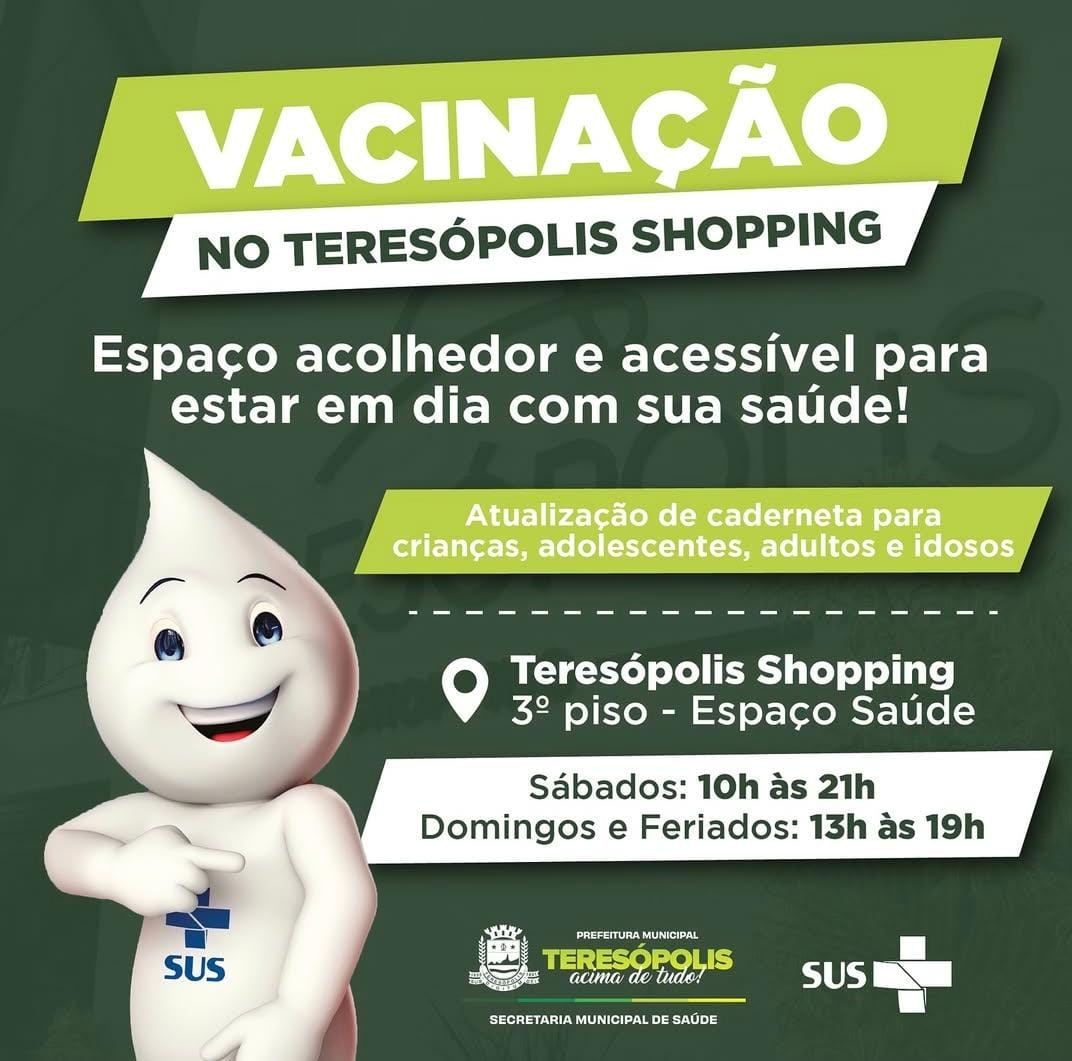 VACINAÇÃO
NO TERESÓPOLIS SHOPPING
Espaço acolhedor e acessível para
estar em dia com sua saúde!
Atualização de caderneta para
crianças, adolescentes, adultos e idosos
Teresópolis Shopping
3º piso - Espaço Saúde
Sábados: 10h às 21h
Domingos e Feriados: 13h às 19h
SUS
PREFEITURA MUNICIPAL
TERESÓPOLIS
acima de tudo!
SECRETARIA MUNICIPAL DE SAÚDE
SUS